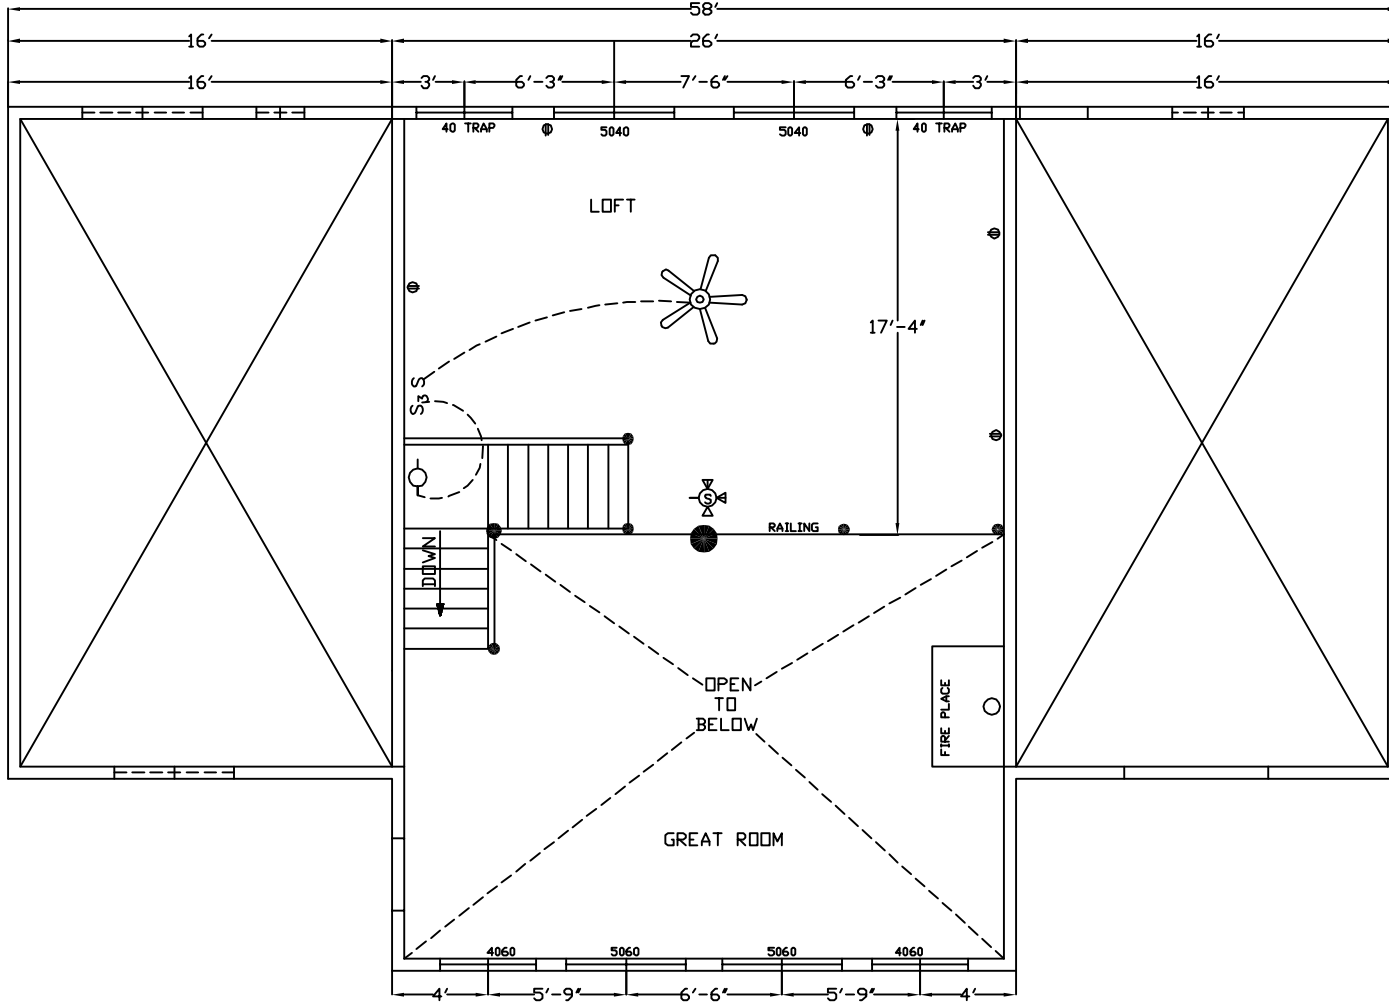 58'
16' 26' 16'
16' 3' 6'-3" 7'-6" 6'-3" 3' 16'
40 TRAP 5040 5040 40 TRAP
LOFT
17'-4"
S
S3
S
RAILING
DOWN
OPEN
TO
BELOW
FIRE PLACE
GREAT ROOM
4060 5060 5060 4060
4' 5'-9" 6'-6" 5'-9" 4'